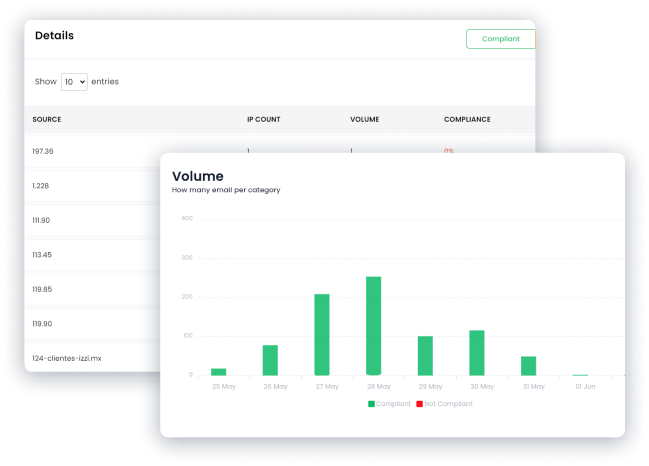 Details
Compliant
Show 10 entries
SOURCE IP COUNT VOLUME COMPLIANCE
197.36 1 1 0%
1.228
111.90
113.45
119.85
119.90
124-clientes-izzi.mx
Volume
How many email per category
400
300
200
100
0
25 May 26 May 27 May 28 May 29 May 30 May 31 May 01 Jun
Compliant Not Compliant